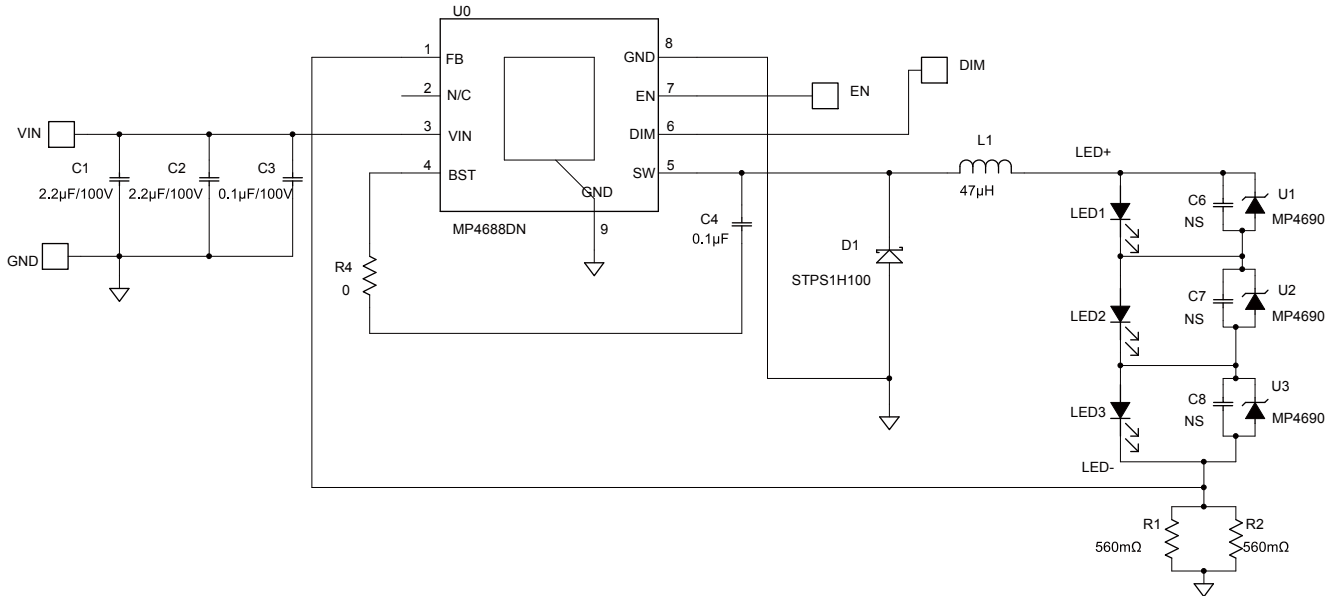 U0
1
FB
2
N/C
3
VIN
4
BST
8
GND
7
EN
6
DIM
5
SW
GND
9
MP4688DN
VIN
GND
C1
2.2µF/100V
C2
2.2µF/100V
C3
0.1µF/100V
R4
0
C4
0.1µF
EN
DIM
D1
STPS1H100
L1
47µH
LED+
LED1
LED2
LED3
LED-
C6
NS
U1
MP4690
C7
NS
U2
MP4690
C8
NS
U3
MP4690
R1
560mΩ
R2
560mΩ